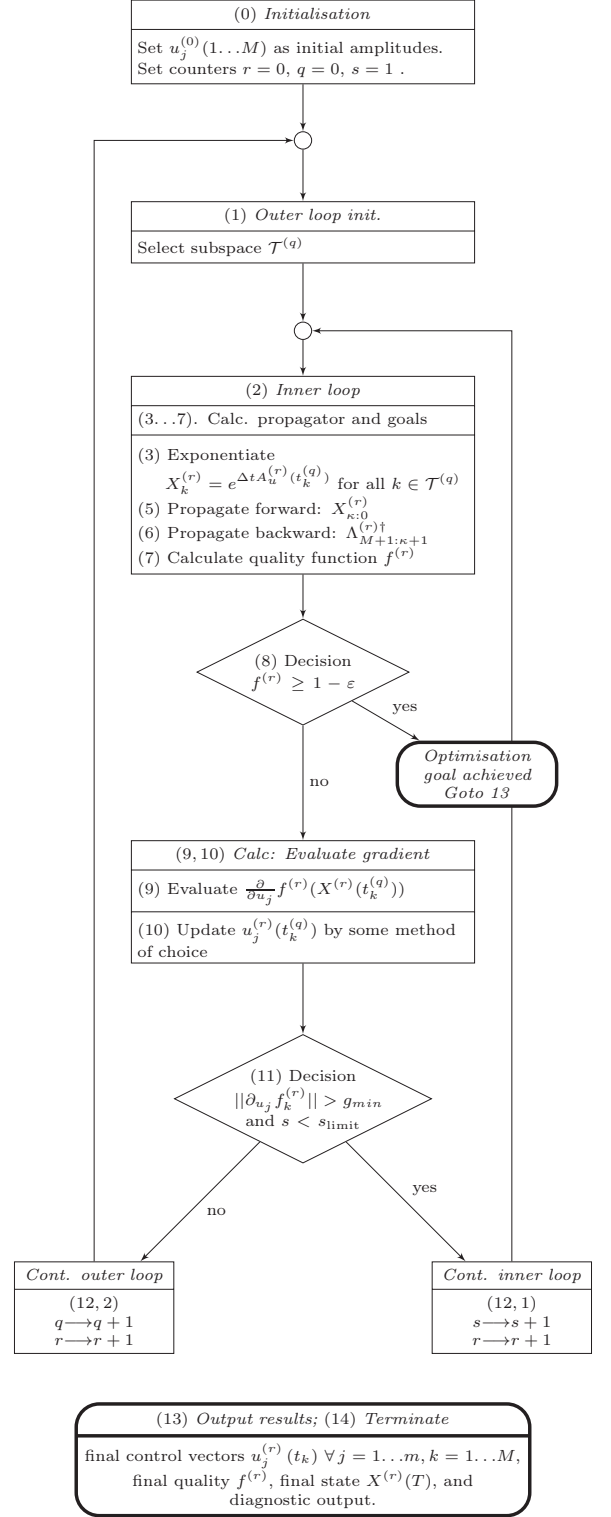 (0) Initialisation
Set u_j^{(0)}(1…M) as initial amplitudes.
Set counters r = 0, q = 0, s = 1 .
(1) Outer loop init.
Select subspace 𝒯^{(q)}
(2) Inner loop
(3…7). Calc. propagator and goals
(3) Exponentiate
X_k^{(r)} = e^{ΔtA_u^{(r)}(t_k^{(q)})} for all k ∈ 𝒯^{(q)}
(5) Propagate forward: X_{κ:0}^{(r)}
(6) Propagate backward: Λ_{M+1:κ+1}^{(r)†}
(7) Calculate quality function f^{(r)}
(8) Decision
f^{(r)} ≥ 1 − ε
yes
Optimisation
goal achieved
Goto 13
no
(9, 10) Calc: Evaluate gradient
(9) Evaluate ∂/∂u_j f^{(r)}(X^{(r)}(t_k^{(q)}))
(10) Update u_j^{(r)}(t_k^{(q)}) by some method
of choice
(11) Decision
||∂_{u_j} f_k^{(r)}|| > g_{min}
and s < s_{limit}
no
yes
Cont. outer loop
(12, 2)
q⟶q + 1
r⟶r + 1
Cont. inner loop
(12, 1)
s⟶s + 1
r⟶r + 1
(13) Output results; (14) Terminate
final control vectors u_j^{(r)} (t_k) ∀ j = 1…m, k = 1…M,
final quality f^{(r)}, final state X^{(r)}(T), and
diagnostic output.